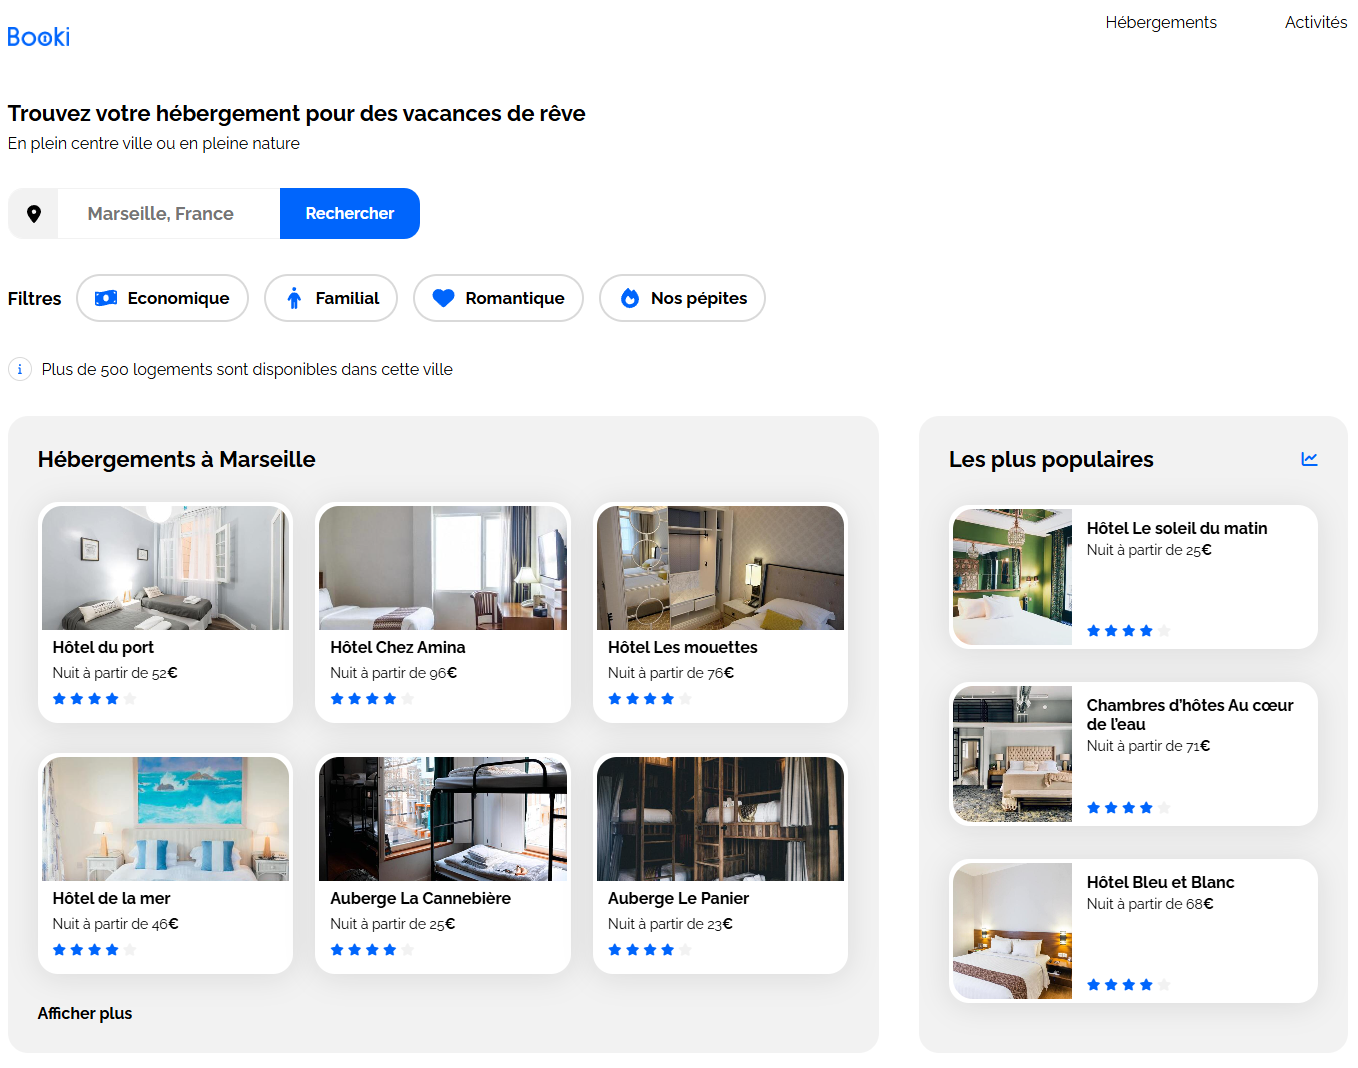 Booki
Hébergements
Activités
Trouvez votre hébergement pour des vacances de rêve
En plein centre ville ou en pleine nature
Marseille, France
Rechercher
Filtres
Economique
Familial
Romantique
Nos pépites
i
Plus de 500 logements sont disponibles dans cette ville
Hébergements à Marseille
Hôtel du port
Nuit à partir de 52€
Hôtel Chez Amina
Nuit à partir de 96€
Hôtel Les mouettes
Nuit à partir de 76€
Hôtel de la mer
Nuit à partir de 46€
Auberge La Cannebière
Nuit à partir de 25€
Auberge Le Panier
Nuit à partir de 23€
Afficher plus
Les plus populaires
Hôtel Le soleil du matin
Nuit à partir de 25€
Chambres d'hôtes Au cœur
de l'eau
Nuit à partir de 71€
Hôtel Bleu et Blanc
Nuit à partir de 68€